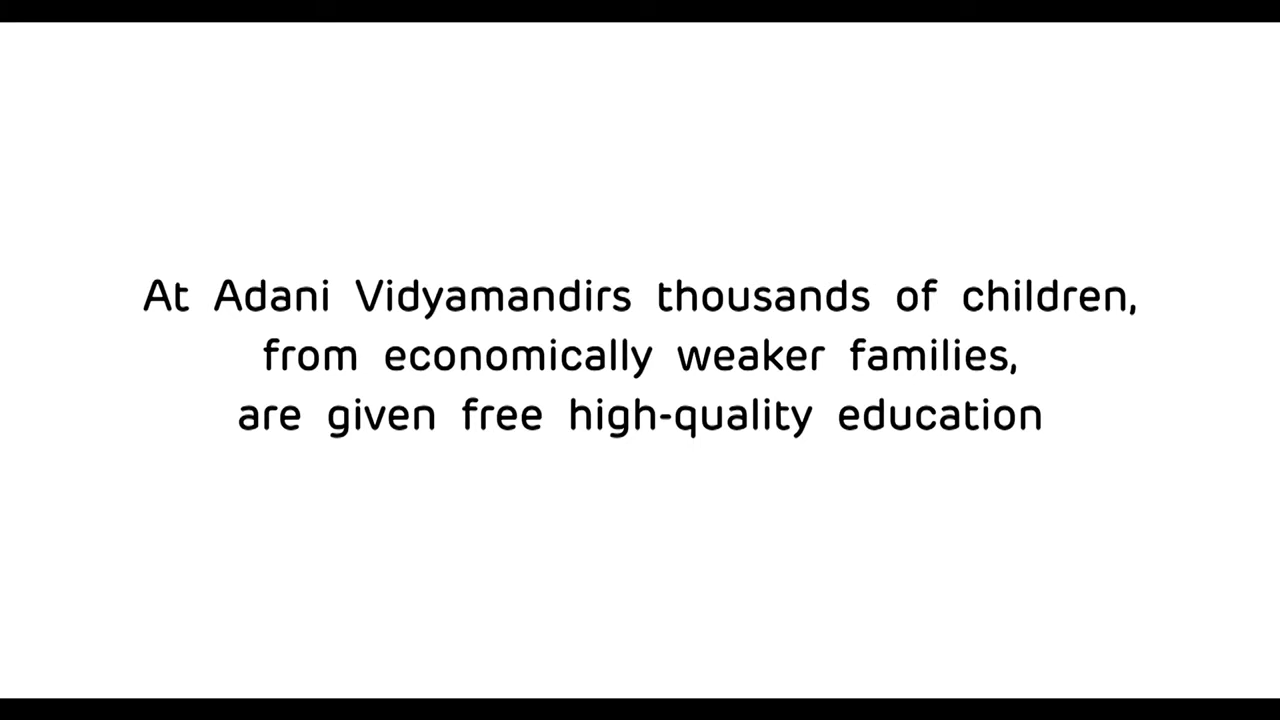 At Adani Vidyamandirs thousands of children,
from economically weaker families,
are given free high-quality education